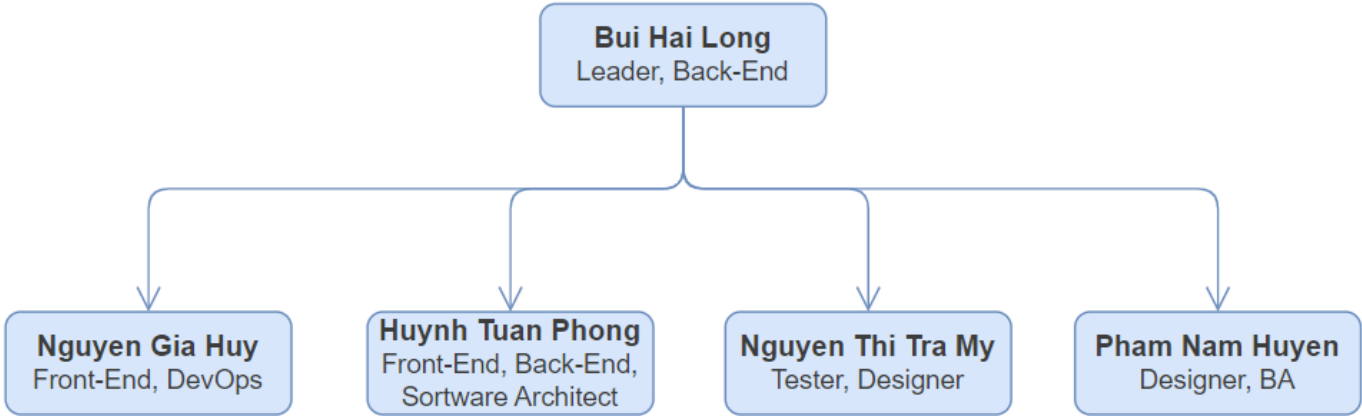 Bui Hai Long
Leader, Back-End
Nguyen Gia Huy
Front-End, DevOps
Huynh Tuan Phong
Front-End, Back-End,
Sortware Architect
Nguyen Thi Tra My
Tester, Designer
Pham Nam Huyen
Designer, BA